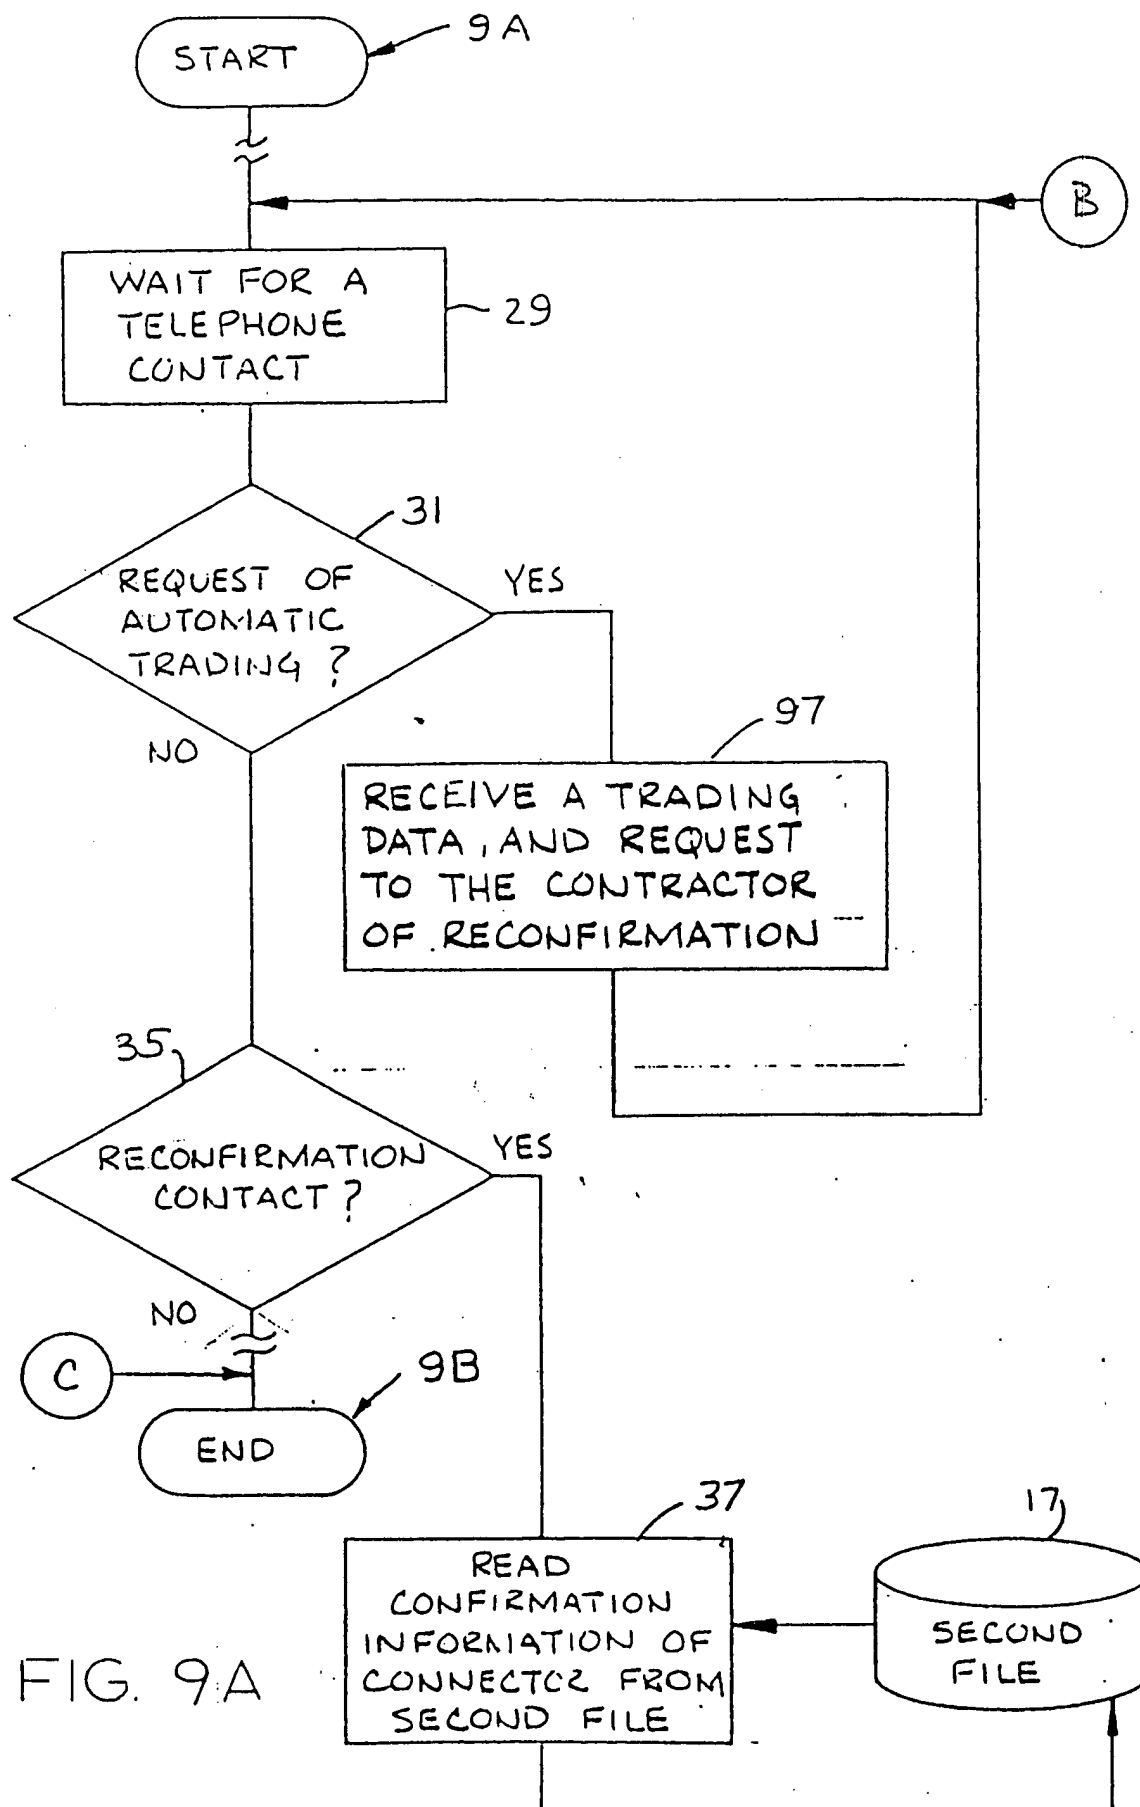 START
9A
B
WAIT FOR A
TELEPHONE
CONTACT
29
31
REQUEST OF
AUTOMATIC
TRADING ?
YES
NO
97
RECEIVE A TRADING
DATA, AND REQUEST
TO THE CONTRACTOR
OF RECONFIRMATION
35
RECONFIRMATION
CONTACT ?
YES
NO
C
9B
END
37
17
READ
CONFIRMATION
INFORMATION OF
CONNECTOR FROM
SECOND FILE
SECOND
FILE
FIG. 9A